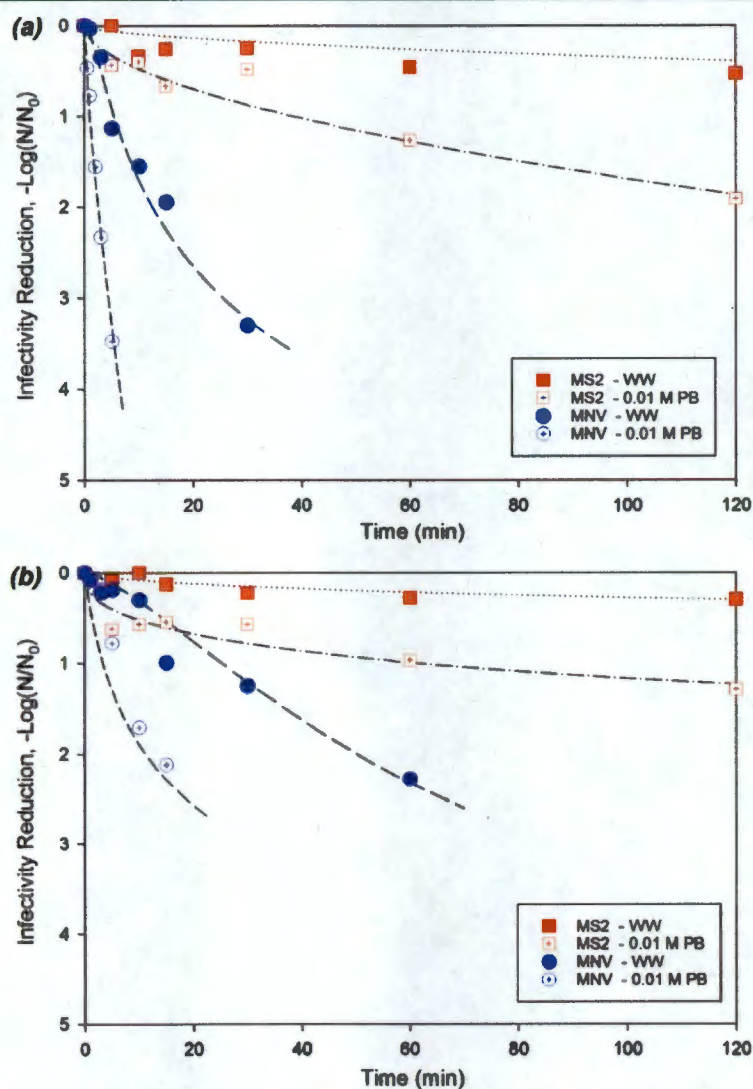 (a)
0
1
2
3
4
5
Infectivity Reduction, -Log(N/N₀)
MS2 - WW
MS2 - 0.01 M PB
MNV - WW
MNV - 0.01 M PB
0 20 40 60 80 100 120
Time (min)
(b)
0
1
2
3
4
5
Infectivity Reduction, -Log(N/N₀)
MS2 - WW
MS2 - 0.01 M PB
MNV - WW
MNV - 0.01 M PB
0 20 40 60 80 100 120
Time (min)